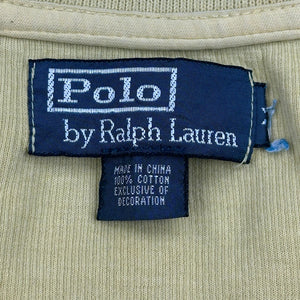 Polo
by Ralph Lauren
MADE IN CHINA
100% COTTON
EXCLUSIVE OF
DECORATION